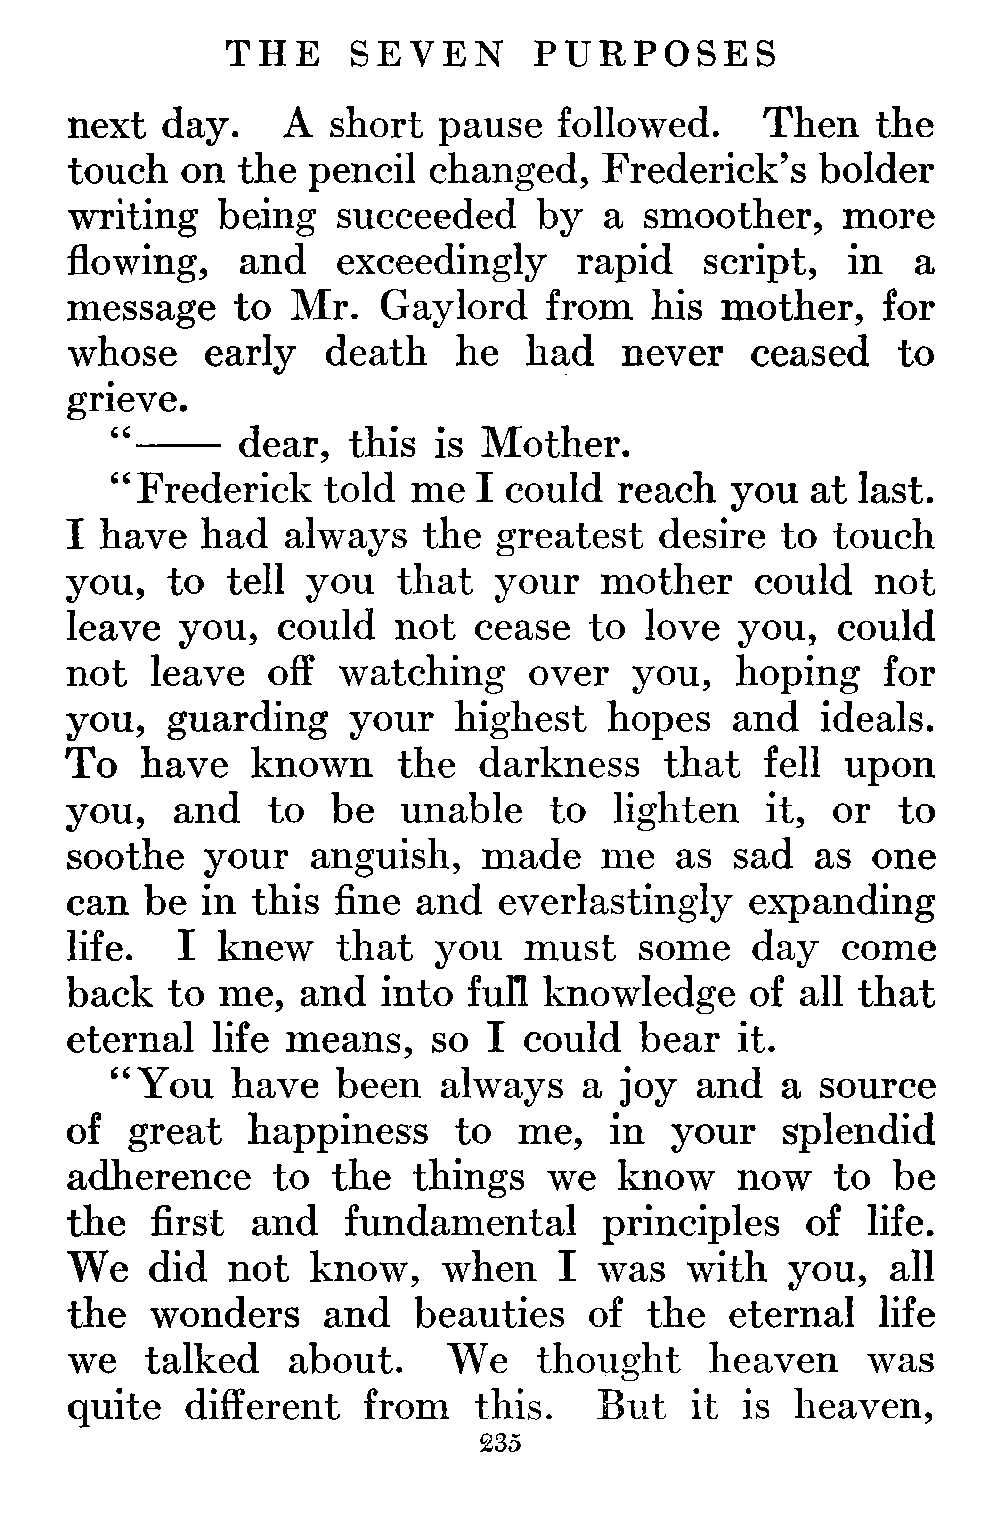 THE SEVEN PURPOSES
next day. A short pause followed. Then the
touch on the pencil changed, Frederick's bolder
writing being succeeded by a smoother, more
flowing, and exceedingly rapid script, in a
message to Mr. Gaylord from his mother, for
whose early death he had never ceased to
grieve.
"—— dear, this is Mother.
"Frederick told me I could reach you at last.
I have had always the greatest desire to touch
you, to tell you that your mother could not
leave you, could not cease to love you, could
not leave off watching over you, hoping for
you, guarding your highest hopes and ideals.
To have known the darkness that fell upon
you, and to be unable to lighten it, or to
soothe your anguish, made me as sad as one
can be in this fine and everlastingly expanding
life. I knew that you must some day come
back to me, and into full knowledge of all that
eternal life means, so I could bear it.
"You have been always a joy and a source
of great happiness to me, in your splendid
adherence to the things we know now to be
the first and fundamental principles of life.
We did not know, when I was with you, all
the wonders and beauties of the eternal life
we talked about. We thought heaven was
quite different from this. But it is heaven,
235